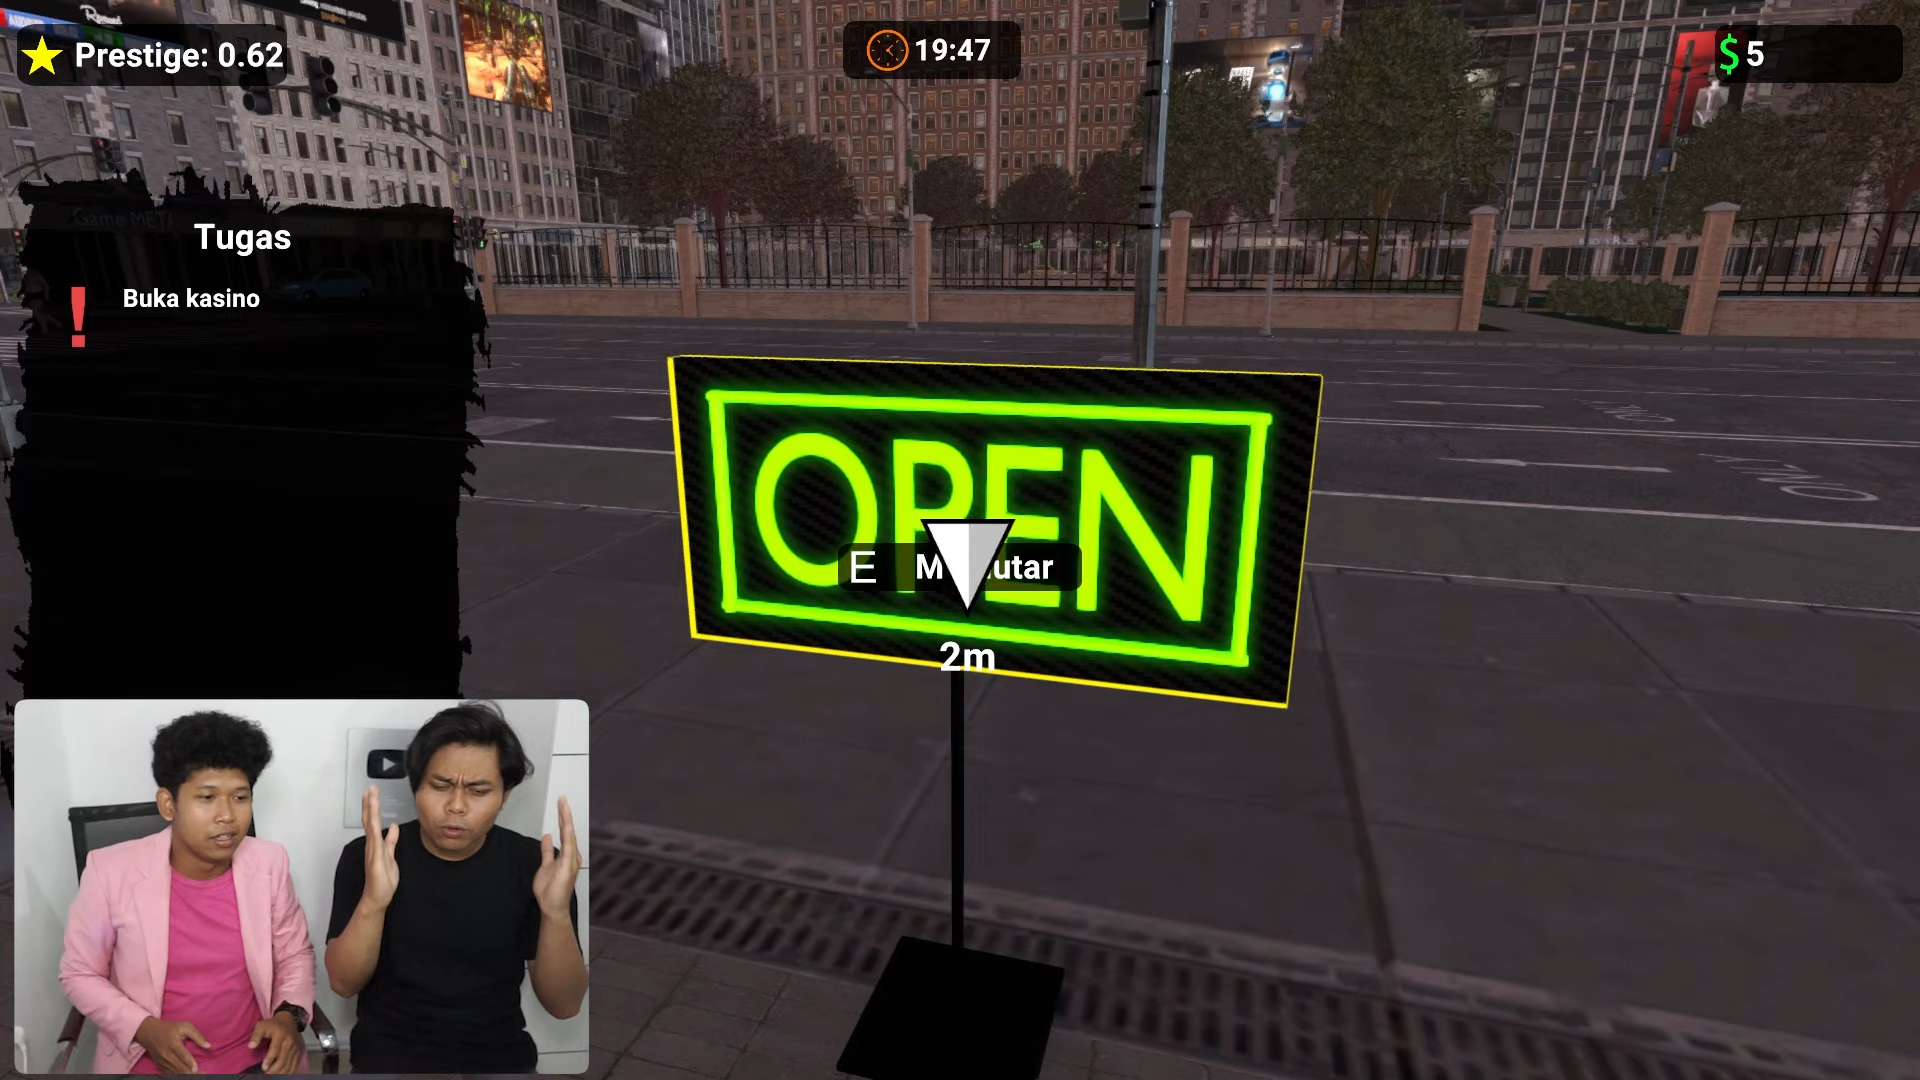 Prestige: 0.62
19:47
$ 5
Tugas
Buka kasino
OPEN
E
2m